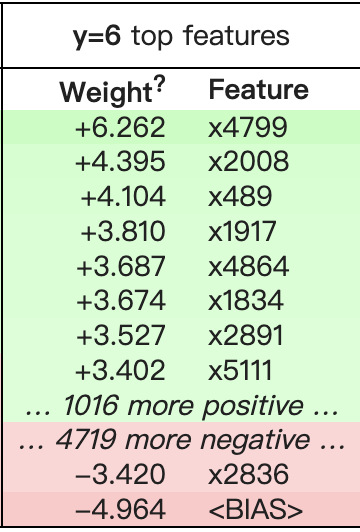 y=6 top features
Weight? Feature
+6.262 x4799
+4.395 x2008
+4.104 x489
+3.810 x1917
+3.687 x4864
+3.674 x1834
+3.527 x2891
+3.402 x5111
... 1016 more positive ...
... 4719 more negative ...
−3.420 x2836
−4.964 <BIAS>